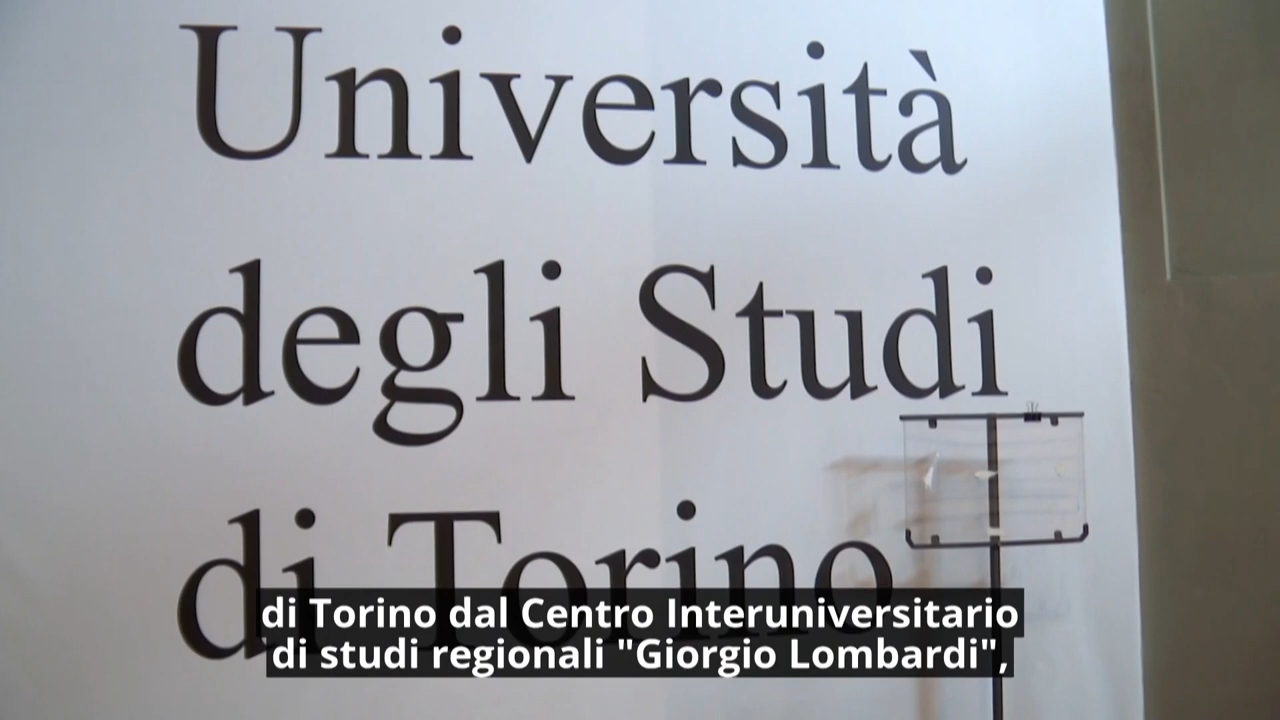 Università
degli Studi
di Torino
di Torino dal Centro Interuniversitario
di studi regionali "Giorgio Lombardi",